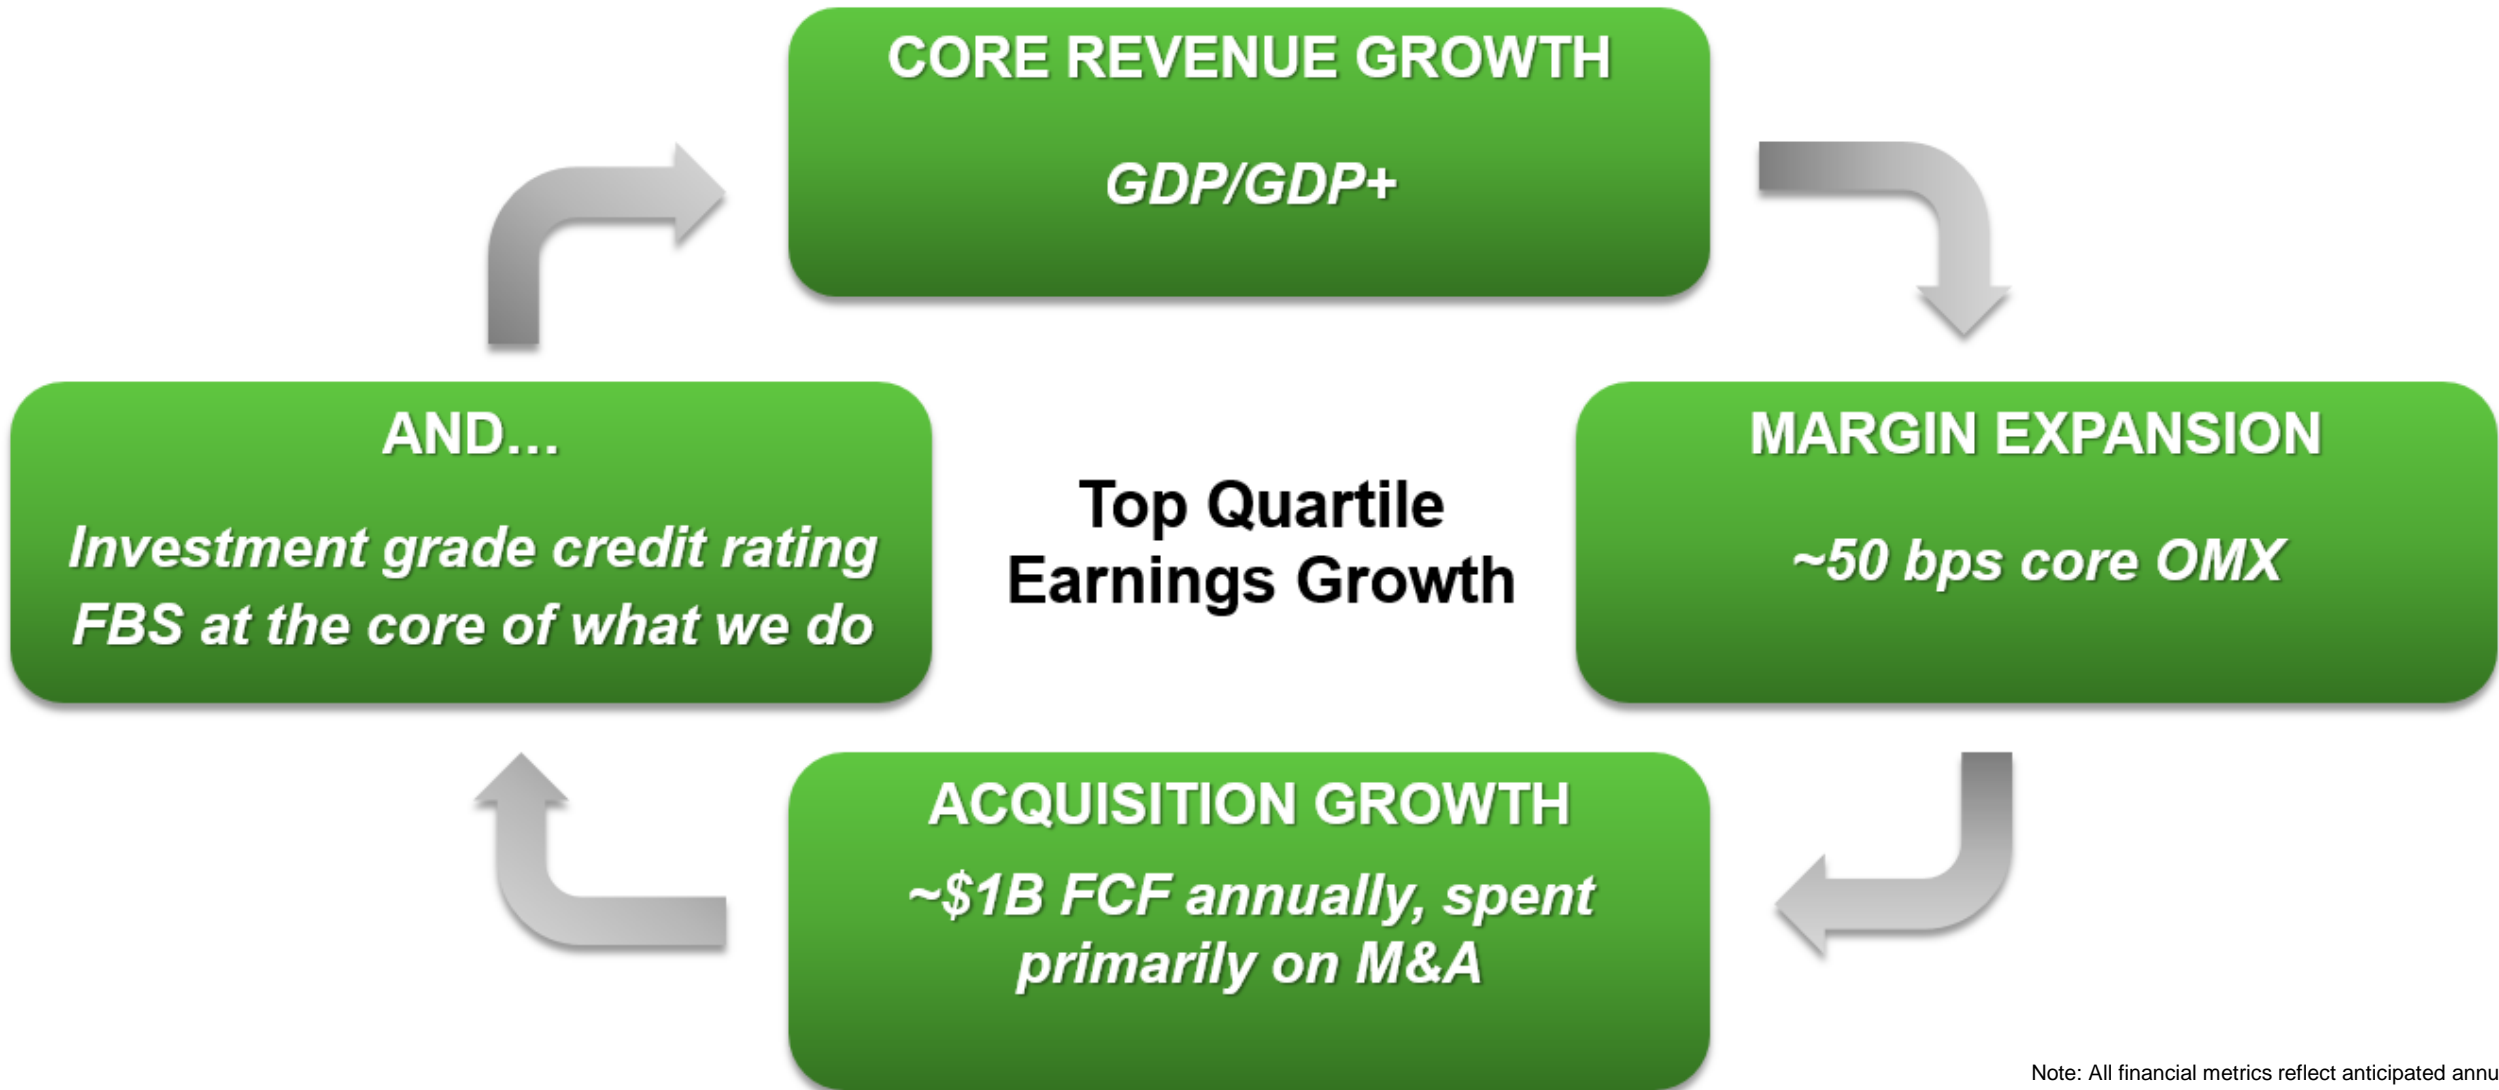 CORE REVENUE GROWTH
GDP/GDP+
AND...
Investment grade credit rating
FBS at the core of what we do
Top Quartile
Earnings Growth
MARGIN EXPANSION
~50 bps core OMX
ACQUISITION GROWTH
~$1B FCF annually, spent
primarily on M&A
Note: All financial metrics reflect anticipated